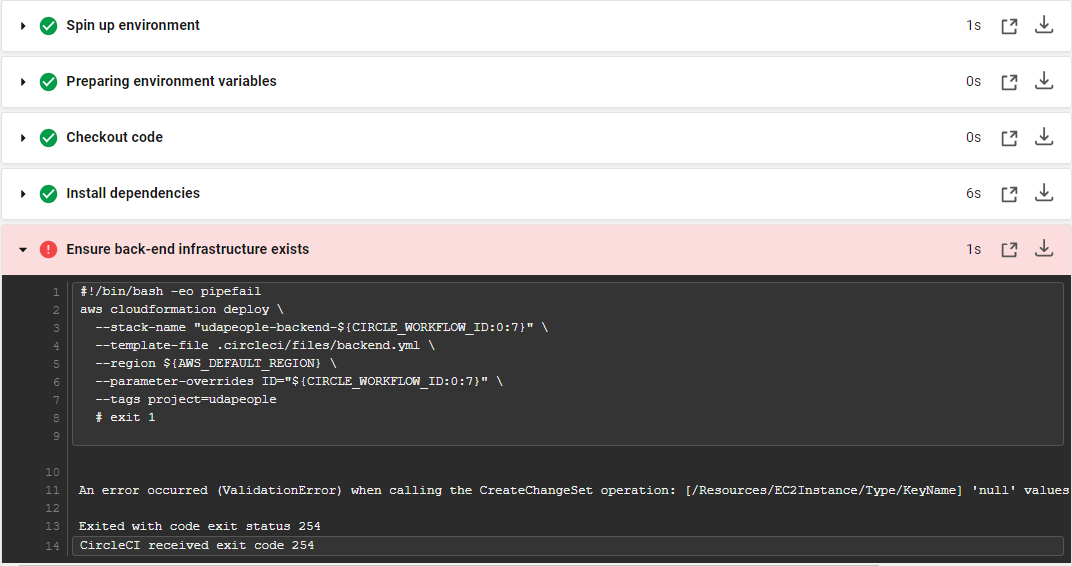 Spin up environment 1s
Preparing environment variables 0s
Checkout code 0s
Install dependencies 6s
Ensure back-end infrastructure exists 1s
1 #!/bin/bash -eo pipefail
2 aws cloudformation deploy \
3 --stack-name "udapeople-backend-${CIRCLE_WORKFLOW_ID:0:7}" \
4 --template-file .circleci/files/backend.yml \
5 --region ${AWS_DEFAULT_REGION} \
6 --parameter-overrides ID="${CIRCLE_WORKFLOW_ID:0:7}" \
7 --tags project=udapeople
8 # exit 1
9
10
11 An error occurred (ValidationError) when calling the CreateChangeSet operation: [/Resources/EC2Instance/Type/KeyName] 'null' values
12
13 Exited with code exit status 254
14 CircleCI received exit code 254